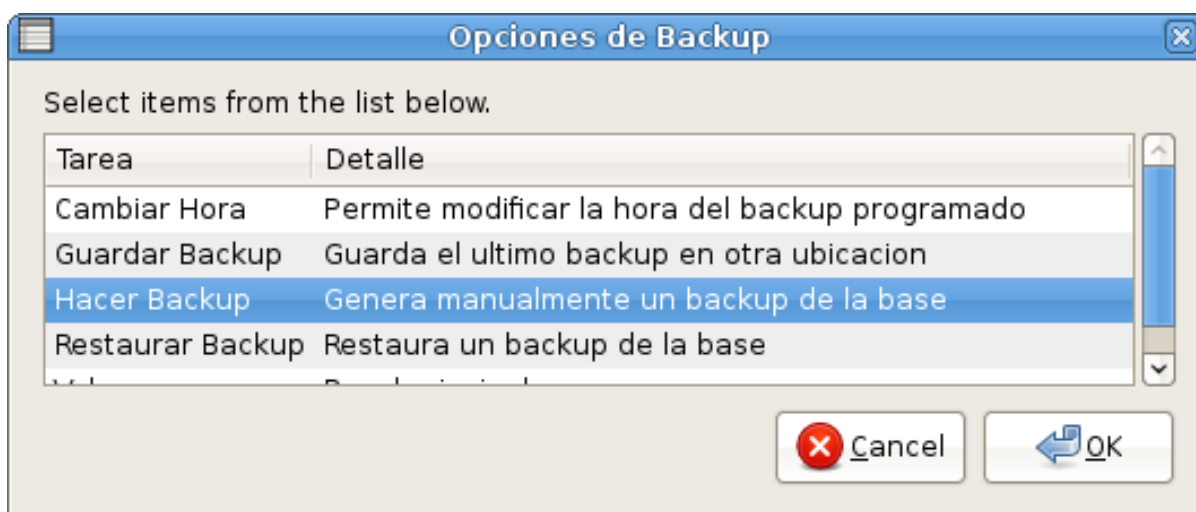 Opciones de Backup
Select items from the list below.
Tarea Detalle
Cambiar Hora Permite modificar la hora del backup programado
Guardar Backup Guarda el ultimo backup en otra ubicacion
Hacer Backup Genera manualmente un backup de la base
Restaurar Backup Restaura un backup de la base
Cancel OK